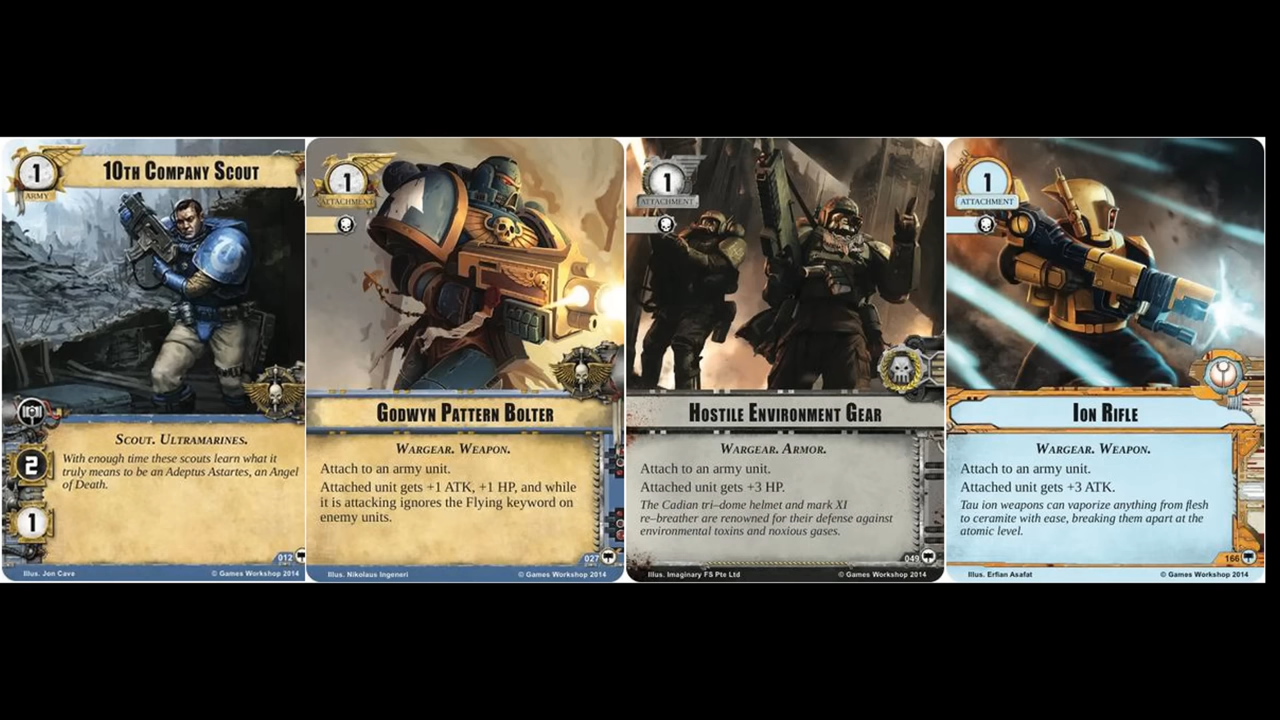 1
ARMY
10TH COMPANY SCOUT
2
1
SCOUT. ULTRAMARINES.
With enough time these scouts learn what it
truly means to be an Adeptus Astartes, an Angel
of Death.
012
Illus. Jon Cave
© Games Workshop 2014
1
ATTACHMENT
GODWYN PATTERN BOLTER
WARGEAR. WEAPON.
Attach to an army unit.
Attached unit gets +1 ATK, +1 HP, and while
it is attacking ignores the Flying keyword on
enemy units.
027
Illus. Nikolaus Ingeneri
© Games Workshop 2014
1
ATTACHMENT
HOSTILE ENVIRONMENT GEAR
WARGEAR. ARMOR.
Attach to an army unit.
Attached unit gets +3 HP.
The Cadian tri–dome helmet and mark XI
re–breather are renowned for their defense against
environmental toxins and noxious gases.
049
Illus. Imaginary FS Pte Ltd
© Games Workshop 2014
1
ATTACHMENT
ION RIFLE
WARGEAR. WEAPON.
Attach to an army unit.
Attached unit gets +3 ATK.
Tau ion weapons can vaporize anything from flesh
to ceramite with ease, breaking them apart at the
atomic level.
166
Illus. Erfian Asafat
© Games Workshop 2014